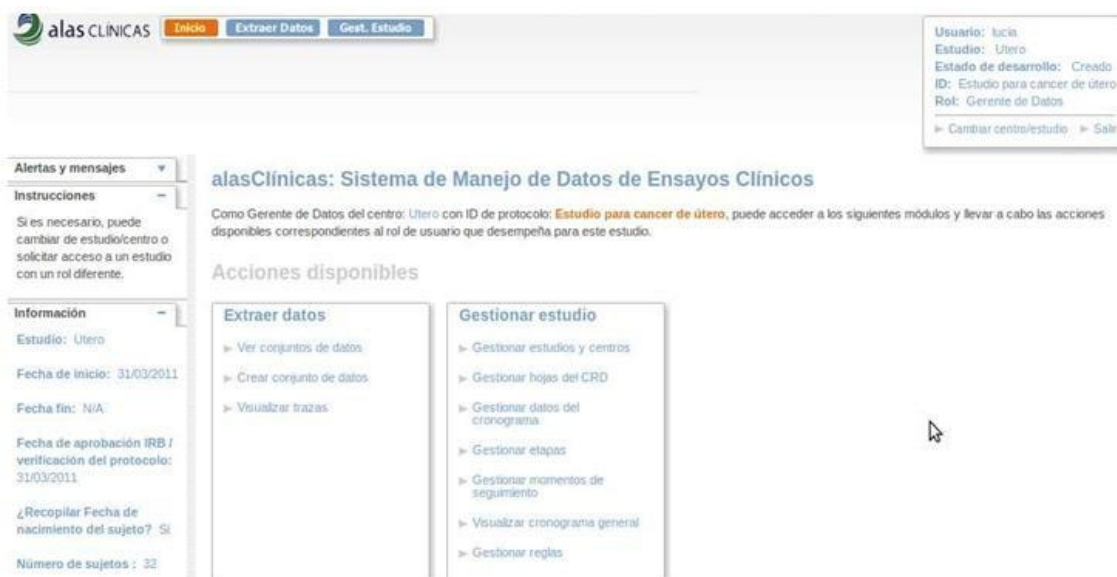 alas CLÍNICAS
Inicio
Extraer Datos
Gest. Estudio
Usuario: lucia
Estudio: Utero
Estado de desarrollo: Creado
ID: Estudio para cancer de útero
Rol: Gerente de Datos
Cambiar centro/estudio
Salir
Alertas y mensajes
Instrucciones
Si es necesario, puede
cambiar de estudio/centro o
solicitar acceso a un estudio
con un rol diferente.
Información
Estudio: Utero
Fecha de inicio: 31/03/2011
Fecha fin: N/A
Fecha de aprobación IRB /
verificación del protocolo:
31/03/2011
¿Recopilar Fecha de
nacimiento del sujeto? Sí
Número de sujetos : 32
alasClínicas: Sistema de Manejo de Datos de Ensayos Clínicos
Como Gerente de Datos del centro: Utero con ID de protocolo: Estudio para cancer de útero, puede acceder a los siguientes módulos y llevar a cabo las acciones
disponibles correspondientes al rol de usuario que desempeña para este estudio.
Acciones disponibles
Extraer datos
Ver conjuntos de datos
Crear conjunto de datos
Visualizar trazas
Gestionar estudio
Gestionar estudios y centros
Gestionar hojas del CRD
Gestionar datos del
cronograma
Gestionar etapas
Gestionar momentos de
seguimiento
Visualizar cronograma general
Gestionar reglas